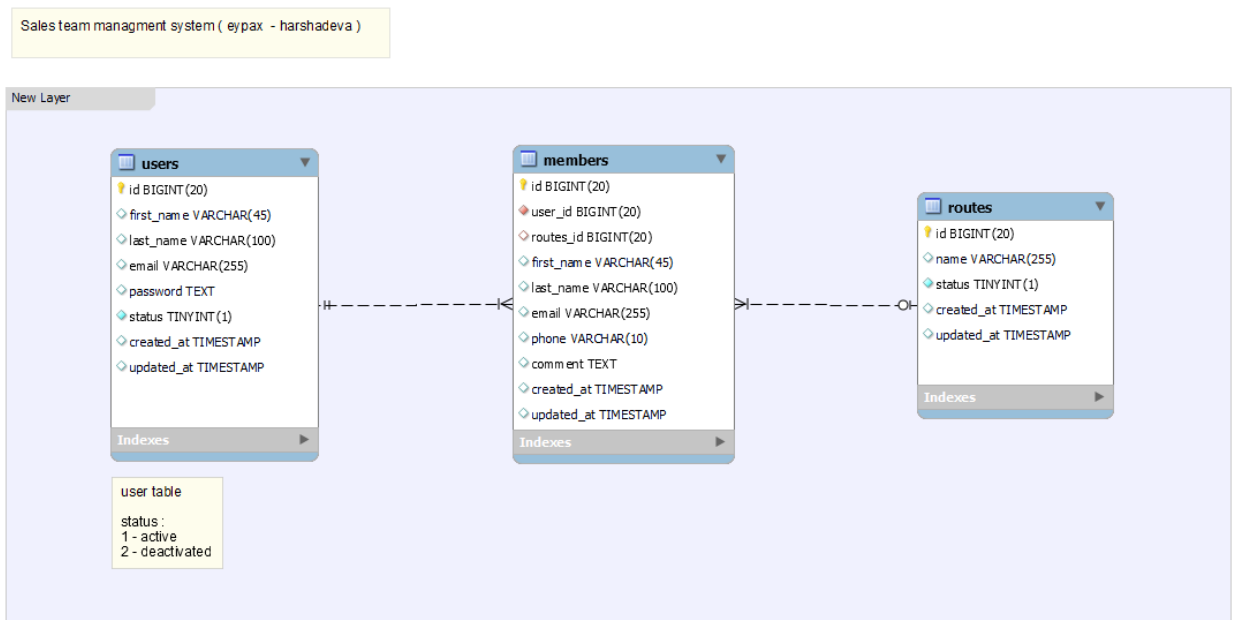 Sales team managment system ( eypax - harshadeva )
New Layer
users
id BIGINT(20)
first_name VARCHAR(45)
last_name VARCHAR(100)
email VARCHAR(255)
password TEXT
status TINYINT(1)
created_at TIMESTAMP
updated_at TIMESTAMP
Indexes
user table
status :
1 - active
2 - deactivated
members
id BIGINT(20)
user_id BIGINT(20)
routes_id BIGINT(20)
first_name VARCHAR(45)
last_name VARCHAR(100)
email VARCHAR(255)
phone VARCHAR(10)
comment TEXT
created_at TIMESTAMP
updated_at TIMESTAMP
Indexes
routes
id BIGINT(20)
name VARCHAR(255)
status TINYINT(1)
created_at TIMESTAMP
updated_at TIMESTAMP
Indexes